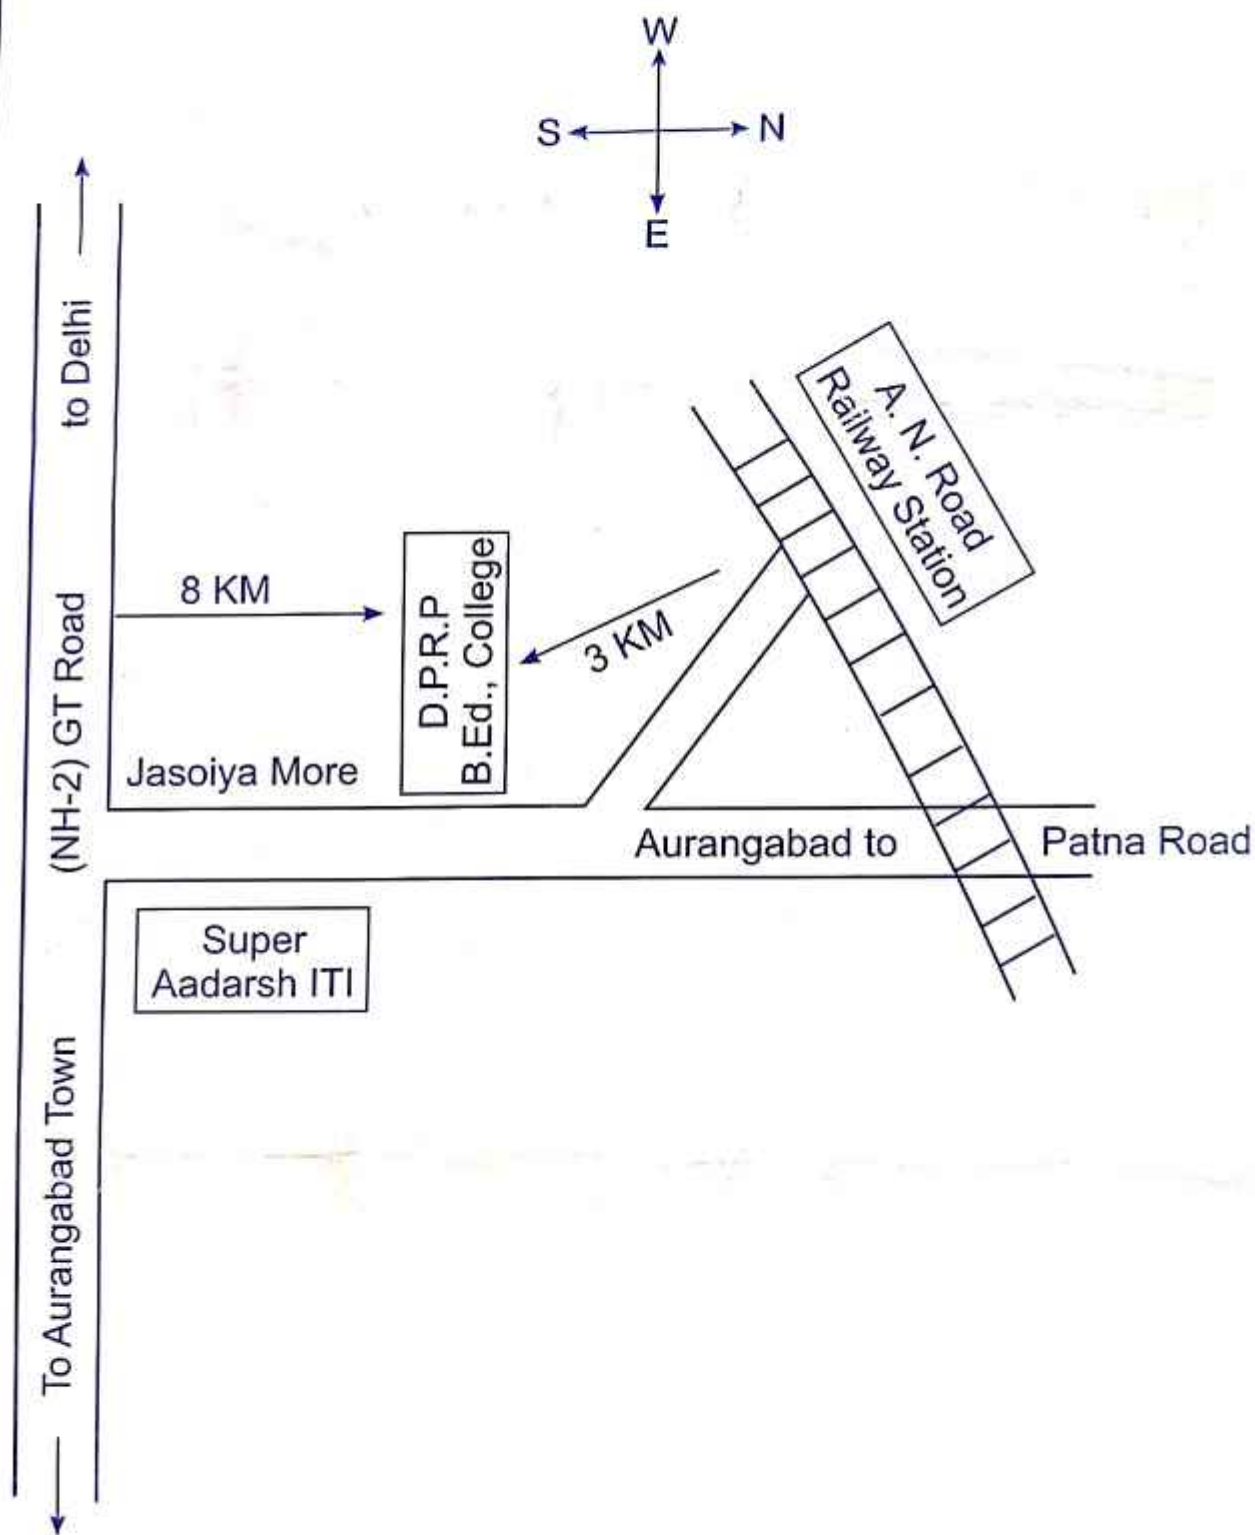 W
S
N
E
to Delhi
A. N. Road
Railway Station
8 KM
3 KM
D.P.R.P
B.Ed., College
(NH-2) GT Road
Jasoiya More
Aurangabad to
Patna Road
Super
Aadarsh ITI
To Aurangabad Town